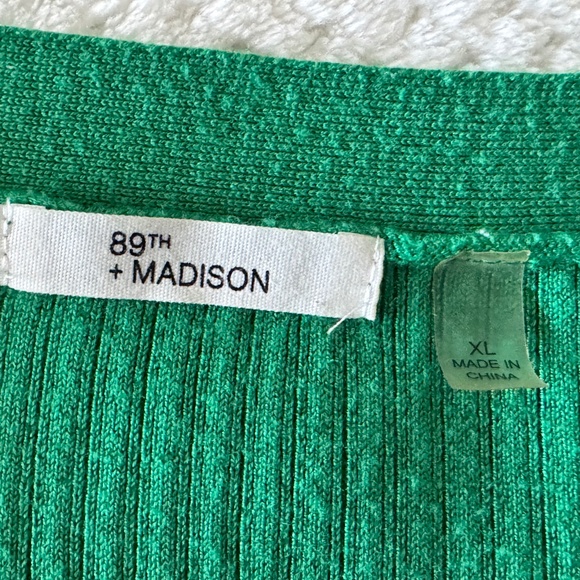 89TH
+ MADISON
XL
MADE IN
CHINA